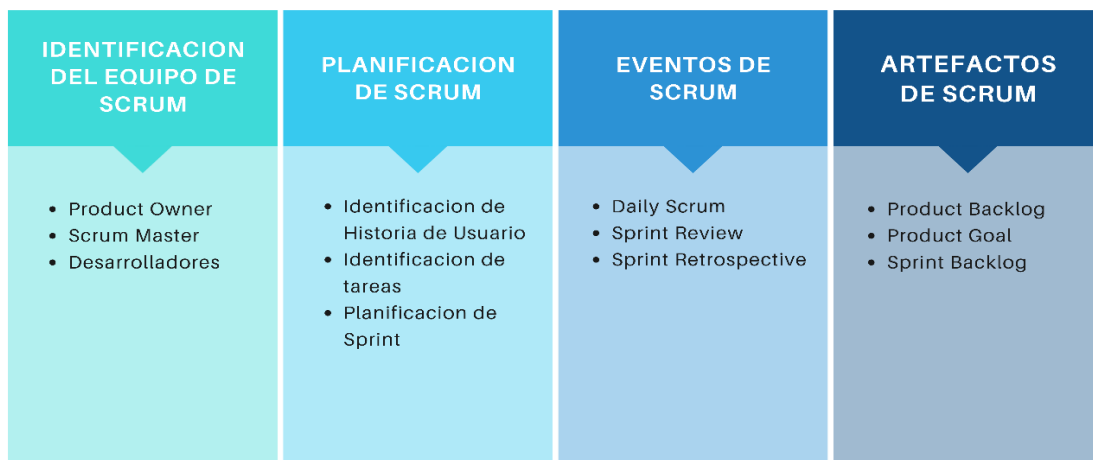 IDENTIFICACION
DEL EQUIPO DE
SCRUM
• Product Owner
• Scrum Master
• Desarrolladores
PLANIFICACION
DE SCRUM
• Identificacion de
Historia de Usuario
• Identificacion de
tareas
• Planificacion de
Sprint
EVENTOS DE
SCRUM
• Daily Scrum
• Sprint Review
• Sprint Retrospective
ARTEFACTOS
DE SCRUM
• Product Backlog
• Product Goal
• Sprint Backlog